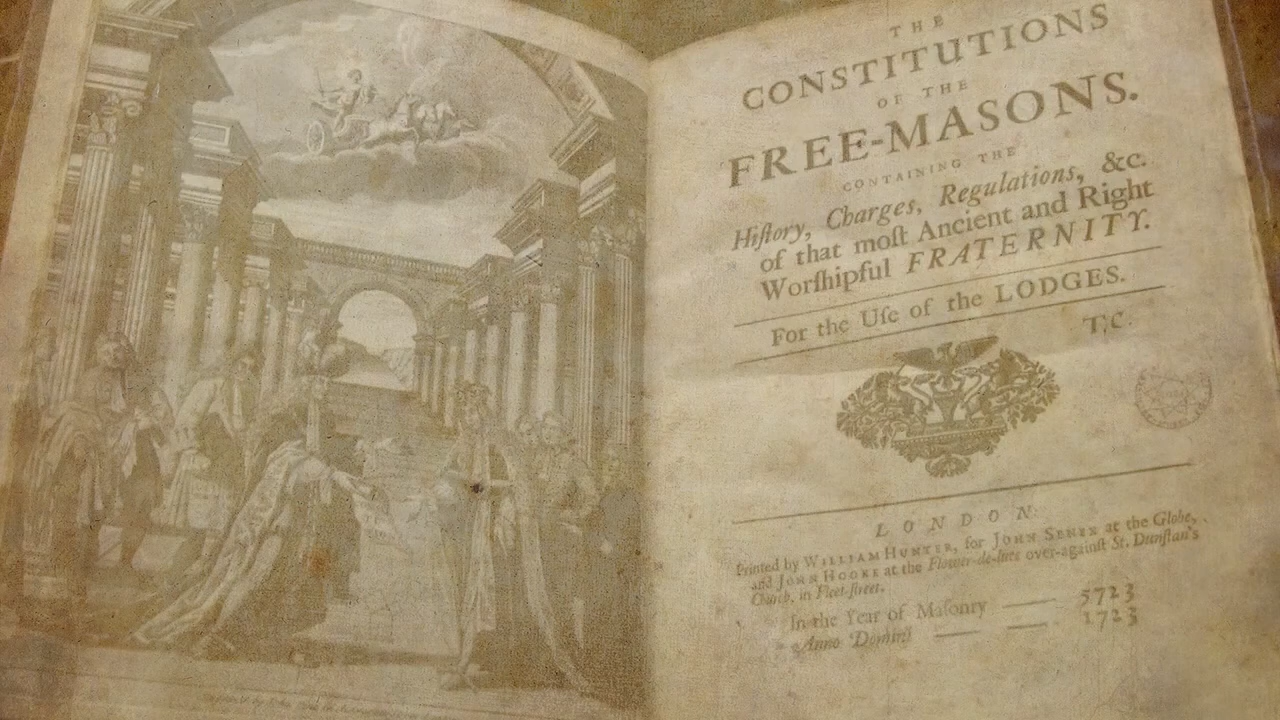 THE
CONSTITUTIONS
OF THE
FREE-MASONS.
CONTAINING THE
Hiſtory, Charges, Regulations, &c.
of that moſt Ancient and Right
Worſhipful FRATERNITY.
For the Uſe of the LODGES.
T.C.
LONDON:
Printed by WILLIAM HUNTER, for JOHN SENEX at the Globe,
and JOHN HOOKE at the Flower-de-luce over-againſt St. Dunſtan's
Church, in Fleet-ſtreet.
In the Year of Maſonry —— 5723
Anno Domini —— —— 1723